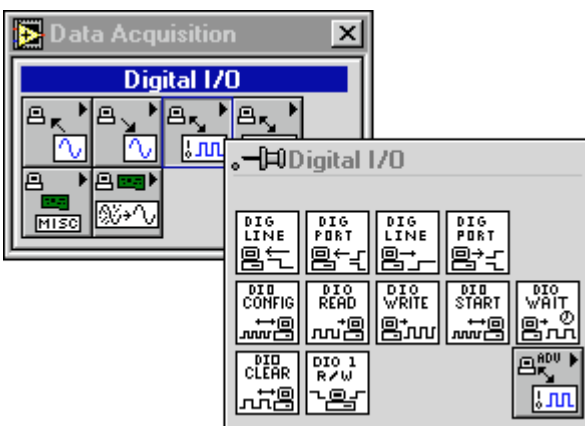 Data Acquisition
Digital I/O
MISC
Digital I/O
DIG LINE
DIG PORT
DIG LINE
DIG PORT
DIO CONFIG
DIO READ
DIO WRITE
DIO START
DIO WAIT
DIO CLEAR
DIO 1 R/W
ADV